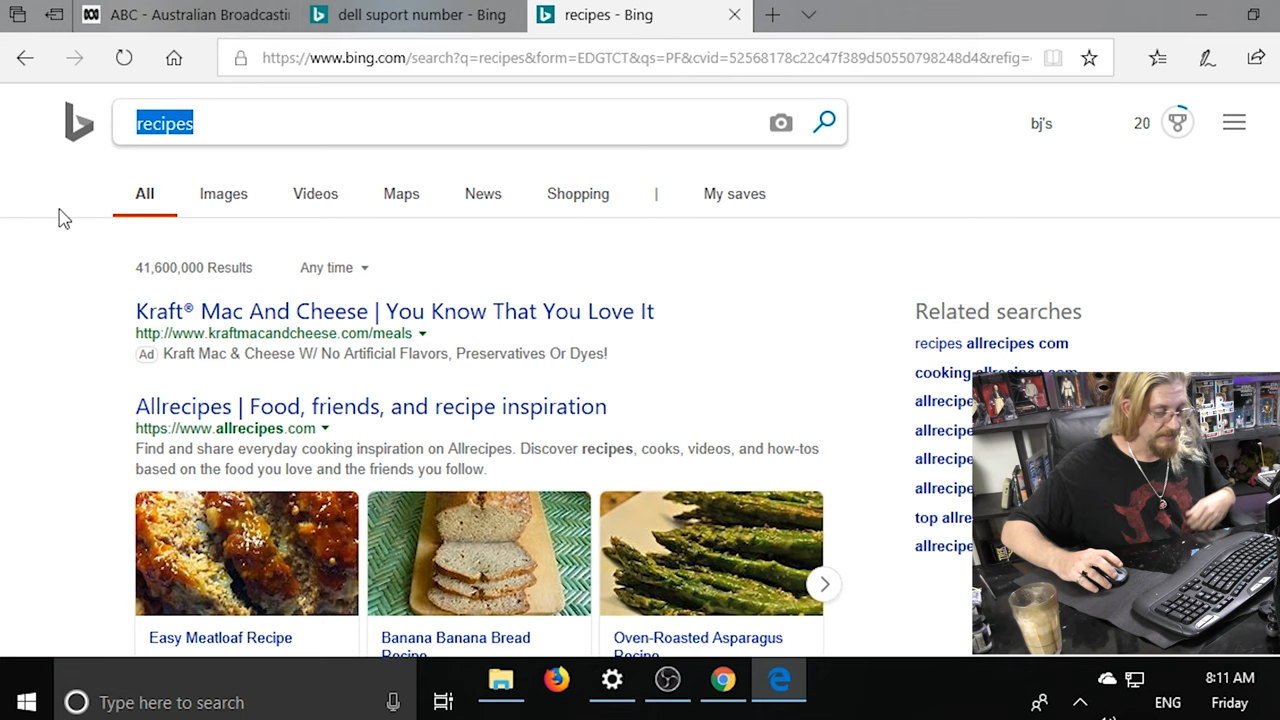 ABC - Australian Broadcasti
dell suport number - Bing
recipes - Bing
https://www.bing.com/search?q=recipes&form=EDGTCT&qs=PF&cvid=52568178c22c47f389d50550798248d4&refig=
recipes
bj's
20
All
Images
Videos
Maps
News
Shopping
|
My saves
41,600,000 Results
Any time
Kraft® Mac And Cheese | You Know That You Love It
http://www.kraftmacandcheese.com/meals
Ad Kraft Mac & Cheese W/ No Artificial Flavors, Preservatives Or Dyes!
Allrecipes | Food, friends, and recipe inspiration
https://www.allrecipes.com
Find and share everyday cooking inspiration on Allrecipes. Discover recipes, cooks, videos, and how-tos
based on the food you love and the friends you follow.
Easy Meatloaf Recipe
Banana Banana Bread
Recipe
Oven-Roasted Asparagus
Recipe
Related searches
recipes allrecipes com
cooking allrecipes com
allrecipe
allrecipe
allrecipe
allrecipe
top allre
allrecipe
Type here to search
ENG
8:11 AM
Friday